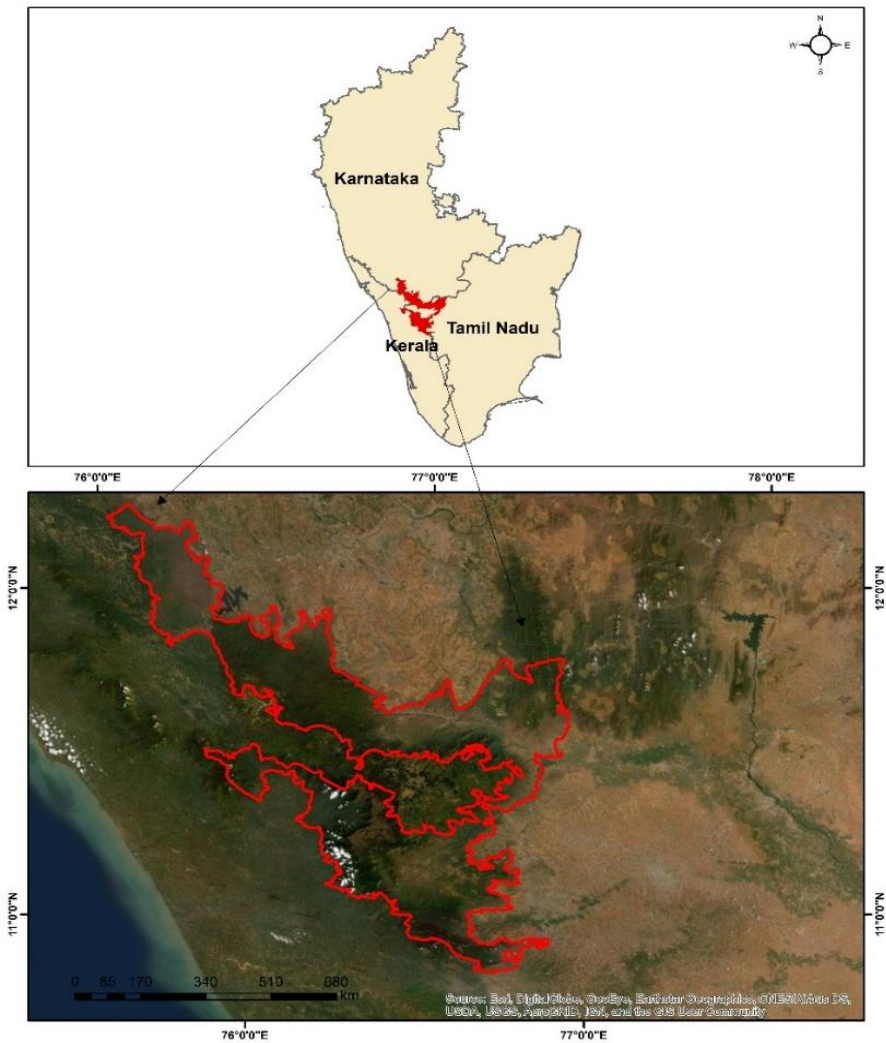 N
W E
S
Karnataka
Tamil Nadu
Kerala
76°0'0"E 77°0'0"E 78°0'0"E
12°0'0"N 12°0'0"N
11°0'0"N 11°0'0"N
0 85 170 340 510 680
km
Source: Esri, DigitalGlobe, GeoEye, Earthstar Geographics, CNES/Airbus DS,
USDA, USGS, AeroGRID, IGN, and the GIS User Community
76°0'0"E 77°0'0"E